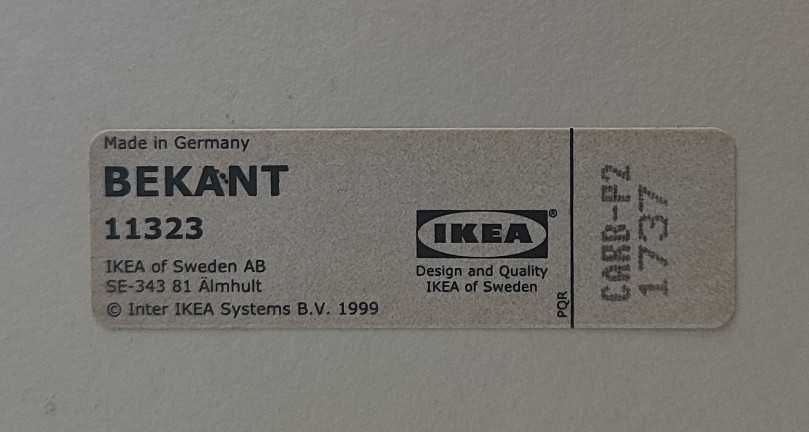 Made in Germany
BEKANT
11323
IKEA of Sweden AB
SE-343 81 Älmhult
© Inter IKEA Systems B.V. 1999
IKEA®
Design and Quality
IKEA of Sweden
PQR
CARB-P2
1737